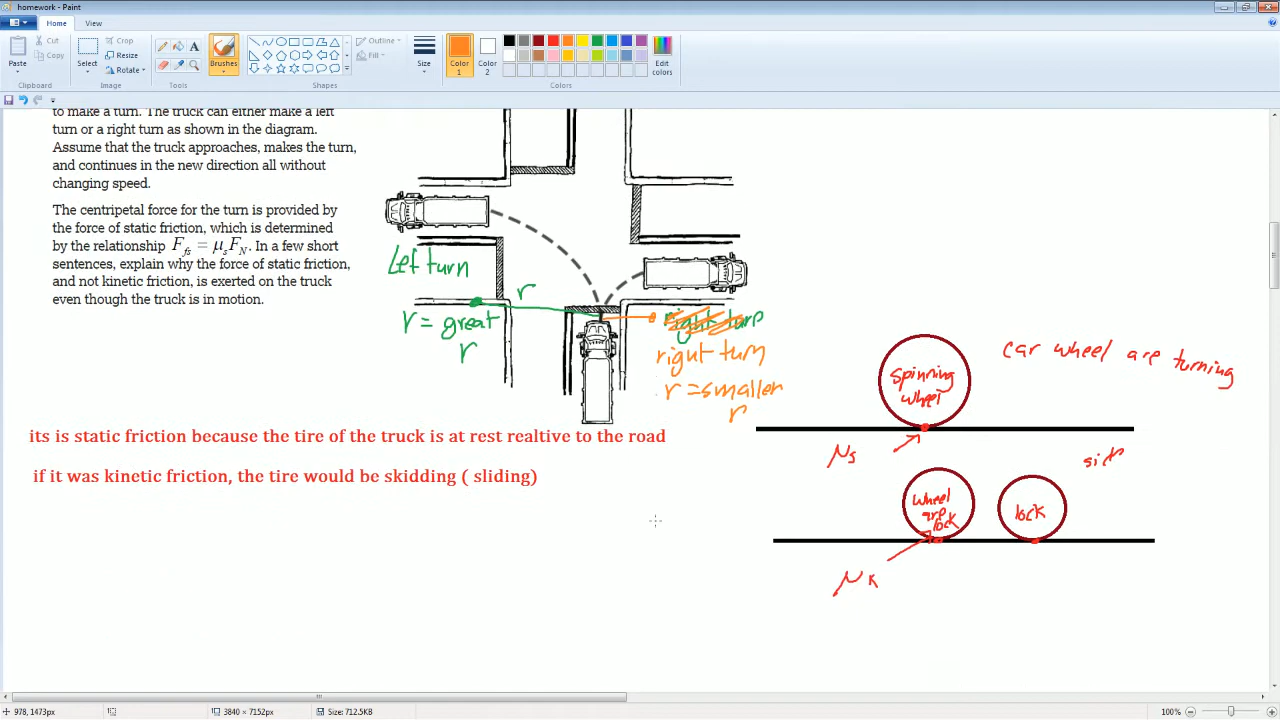 homework - Paint
Home
View
Paste
Cut
Copy
Clipboard
Select
Crop
Resize
Rotate
Image
Tools
Brushes
Shapes
Outline
Fill
Size
Color
1
Color
2
Edit
colors
Colors
to make a turn. The truck can either make a left
turn or a right turn as shown in the diagram.
Assume that the truck approaches, makes the turn,
and continues in the new direction all without
changing speed.
The centripetal force for the turn is provided by
the force of static friction, which is determined
by the relationship F_fs = μ_s F_N. In a few short
sentences, explain why the force of static friction,
and not kinetic friction, is exerted on the truck
even though the truck is in motion.
Left turn
r
r = great
r
right turn
right turn
r = smaller
r
its is static friction because the tire of the truck is at rest realtive to the road
if it was kinetic friction, the tire would be skidding ( sliding)
spinning
wheel
car wheel are turning
μs
wheel
are
lock
lock
μk
978, 1473px
3840 × 7152px
Size: 712.5KB
100%